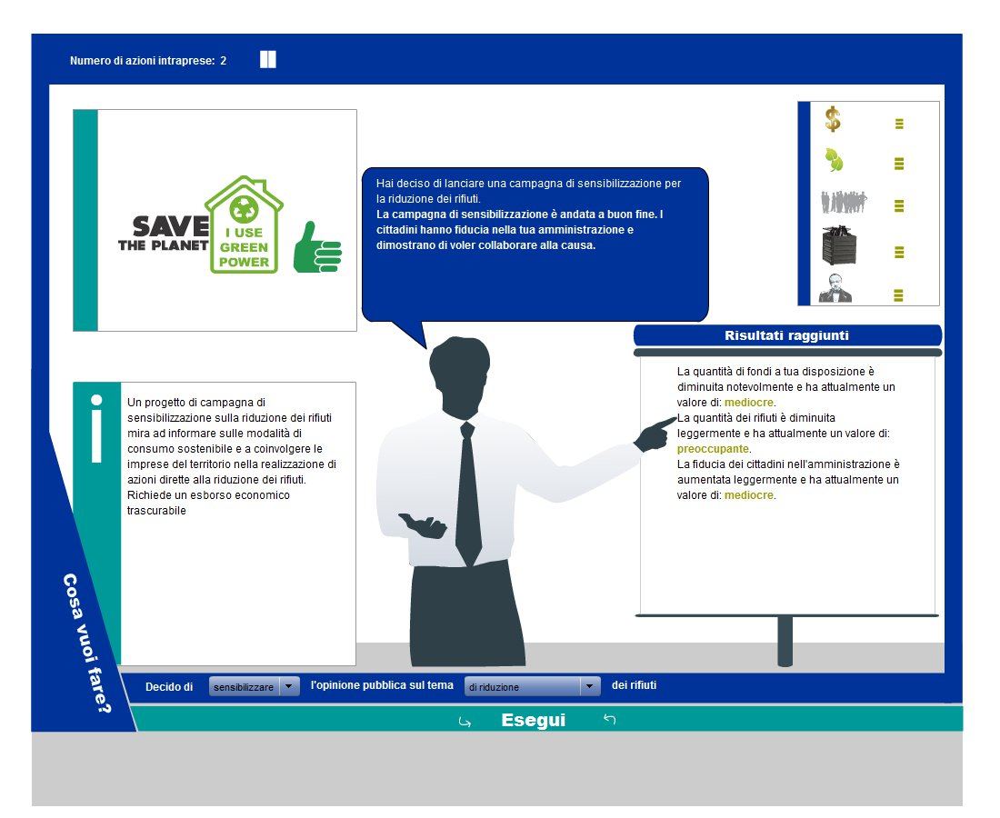 Numero di azioni intraprese: 2
SAVE
THE PLANET
I USE
GREEN
POWER
Hai deciso di lanciare una campagna di sensibilizzazione per
la riduzione dei rifiuti.
La campagna di sensibilizzazione è andata a buon fine. I
cittadini hanno fiducia nella tua amministrazione e
dimostrano di voler collaborare alla causa.
$
Risultati raggiunti
La quantità di fondi a tua disposizione è
diminuita notevolmente e ha attualmente un
valore di: mediocre.
La quantità dei rifiuti è diminuita
leggermente e ha attualmente un valore di:
preoccupante.
La fiducia dei cittadini nell'amministrazione è
aumentata leggermente e ha attualmente un
valore di: mediocre.
i
Un progetto di campagna di
sensibilizzazione sulla riduzione dei rifiuti
mira ad informare sulle modalità di
consumo sostenibile e a coinvolgere le
imprese del territorio nella realizzazione di
azioni dirette alla riduzione dei rifiuti.
Richiede un esborso economico
trascurabile
Cosa vuoi fare?
Decido di sensibilizzare l'opinione pubblica sul tema di riduzione dei rifiuti
Esegui